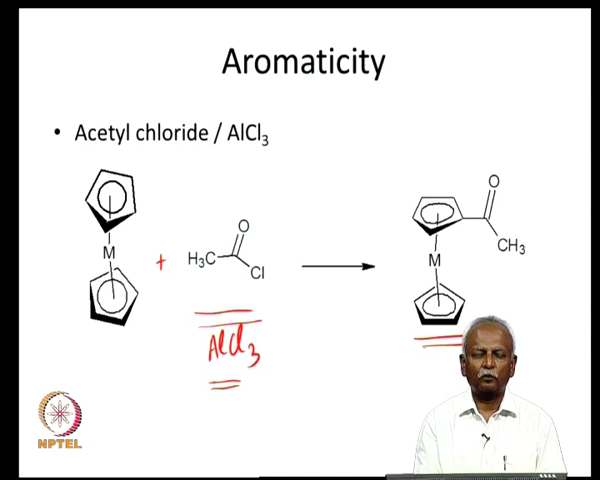 Aromaticity
• Acetyl chloride / AlCl3
O
O
CH3
M
+
H3C
Cl
M
AlCl3
NPTEL